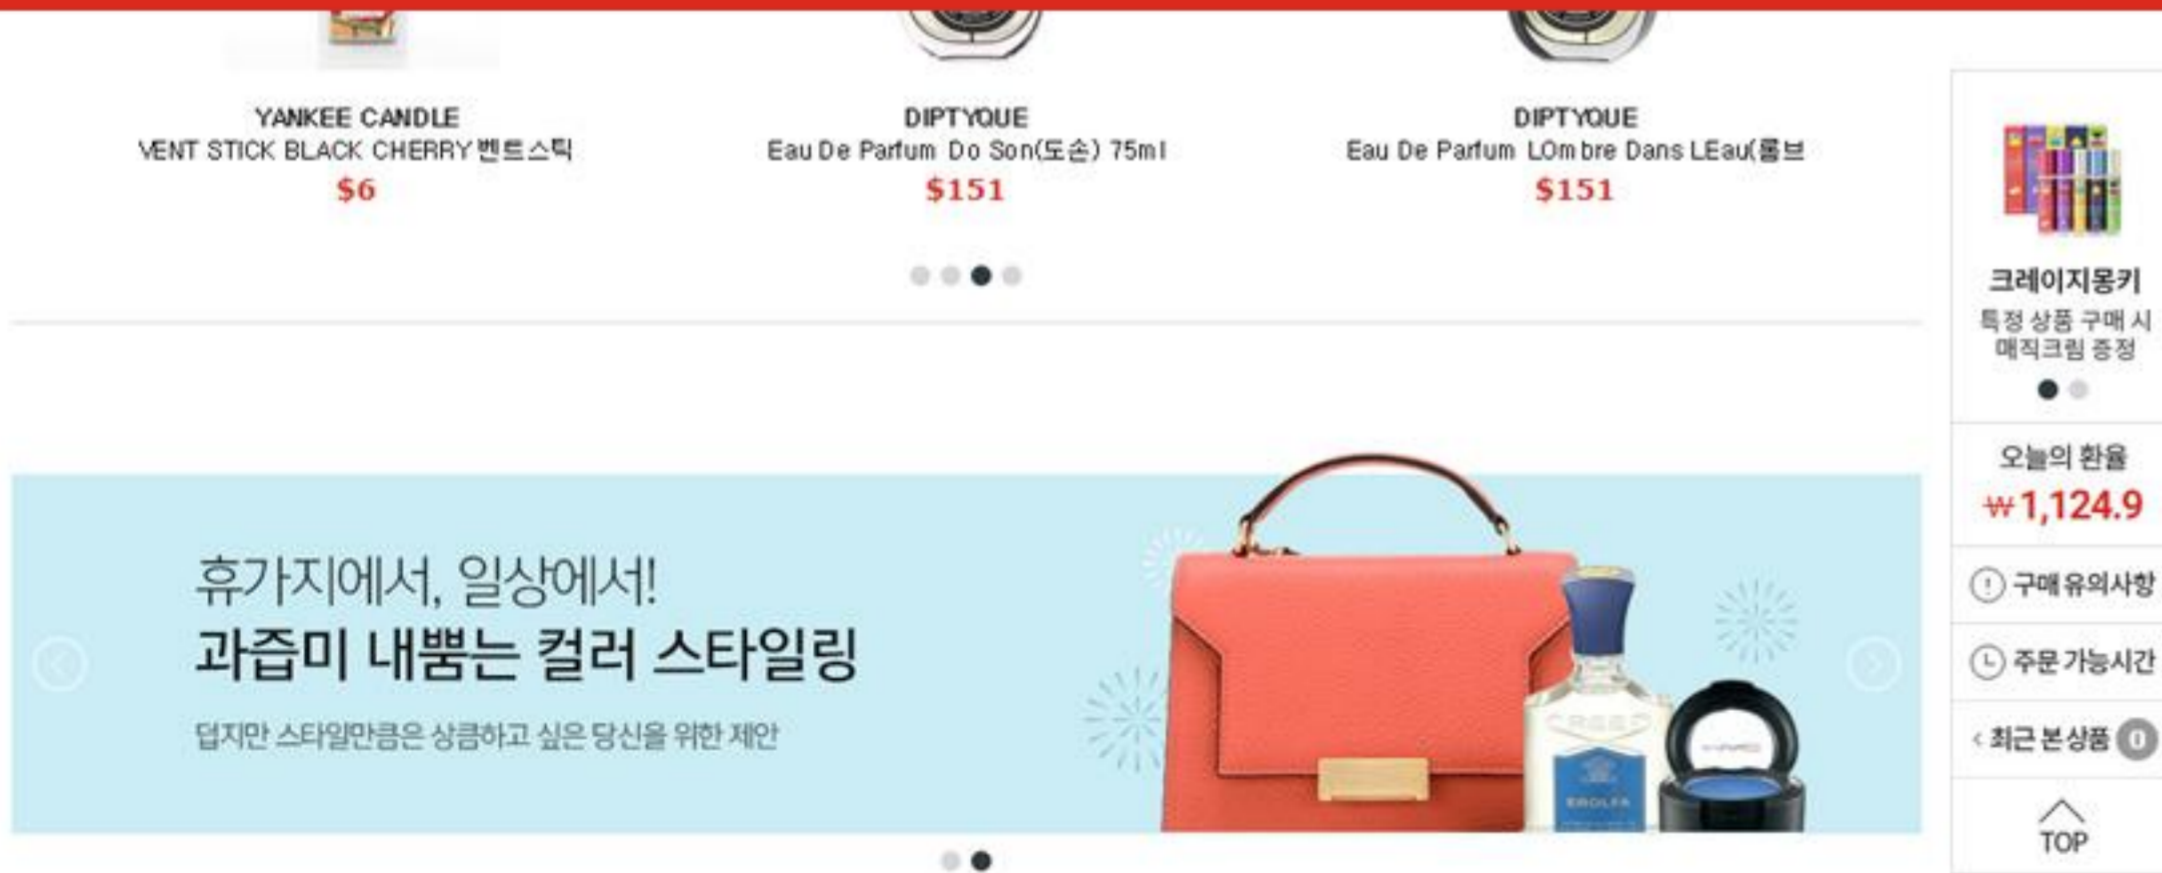 YANKEE CANDLE
VENT STICK BLACK CHERRY 벤트스틱
$6
DIPTYQUE
Eau De Parfum Do Son(도손) 75ml
$151
DIPTYQUE
Eau De Parfum LOmbre Dans LEau(롬브
$151
휴가지에서, 일상에서!
과즙미 내뿜는 컬러 스타일링
덥지만 스타일만큼은 상큼하고 싶은 당신을 위한 제안
CREED
EROLFA
MAC
크레이지몽키
특정 상품 구매 시
매직크림 증정
오늘의 환율
₩1,124.9
구매 유의사항
주문 가능시간
최근 본 상품 0
TOP